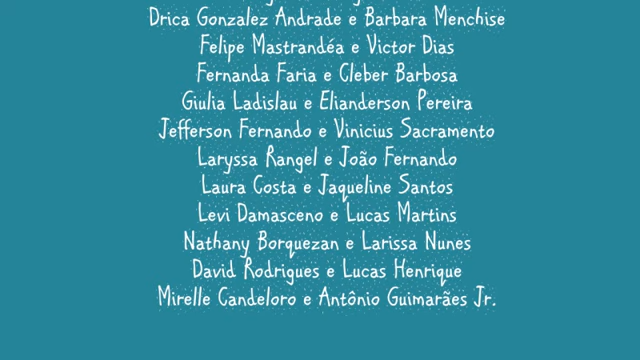 Drica Gonzalez Andrade e Barbara Menchise
Felipe Mastrandéa e Victor Dias
Fernanda Faria e Cleber Barbosa
Giulia Ladislau e Elianderson Pereira
Jefferson Fernando e Vinicius Sacramento
Laryssa Rangel e João Fernando
Laura Costa e Jaqueline Santos
Levi Damasceno e Lucas Martins
Nathany Borquezan e Larissa Nunes
David Rodrigues e Lucas Henrique
Mirelle Candeloro e Antônio Guimarães Jr.